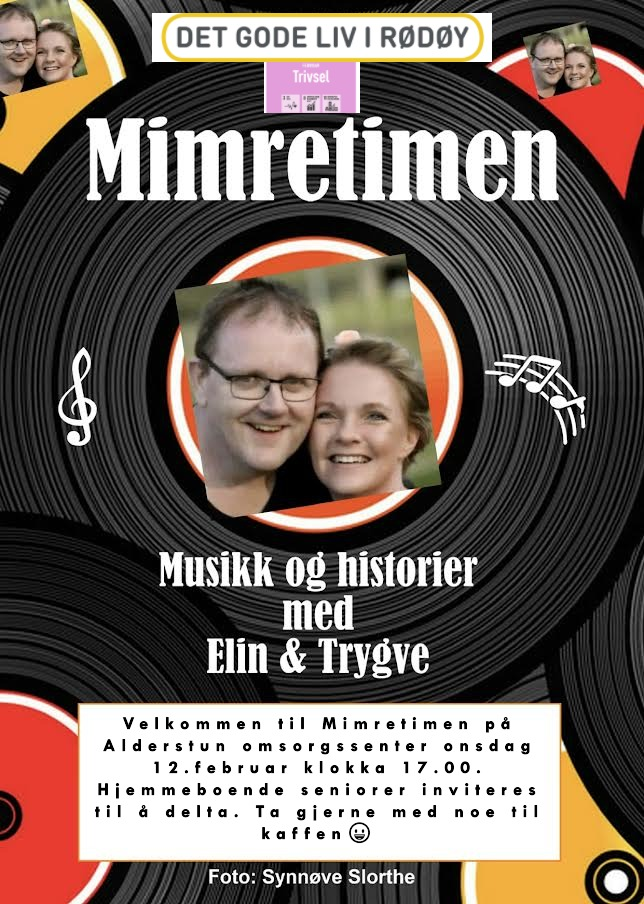 DET GODE LIV I RØDØY
Trivsel
Mimretimen
Musikk og historier
med
Elin & Trygve
Velkommen til Mimretimen på
Alderstun omsorgssenter onsdag
12.februar klokka 17.00.
Hjemmeboende seniorer inviteres
til å delta. Ta gjerne med noe til
kaffen😀
Foto: Synnøve Slorthe